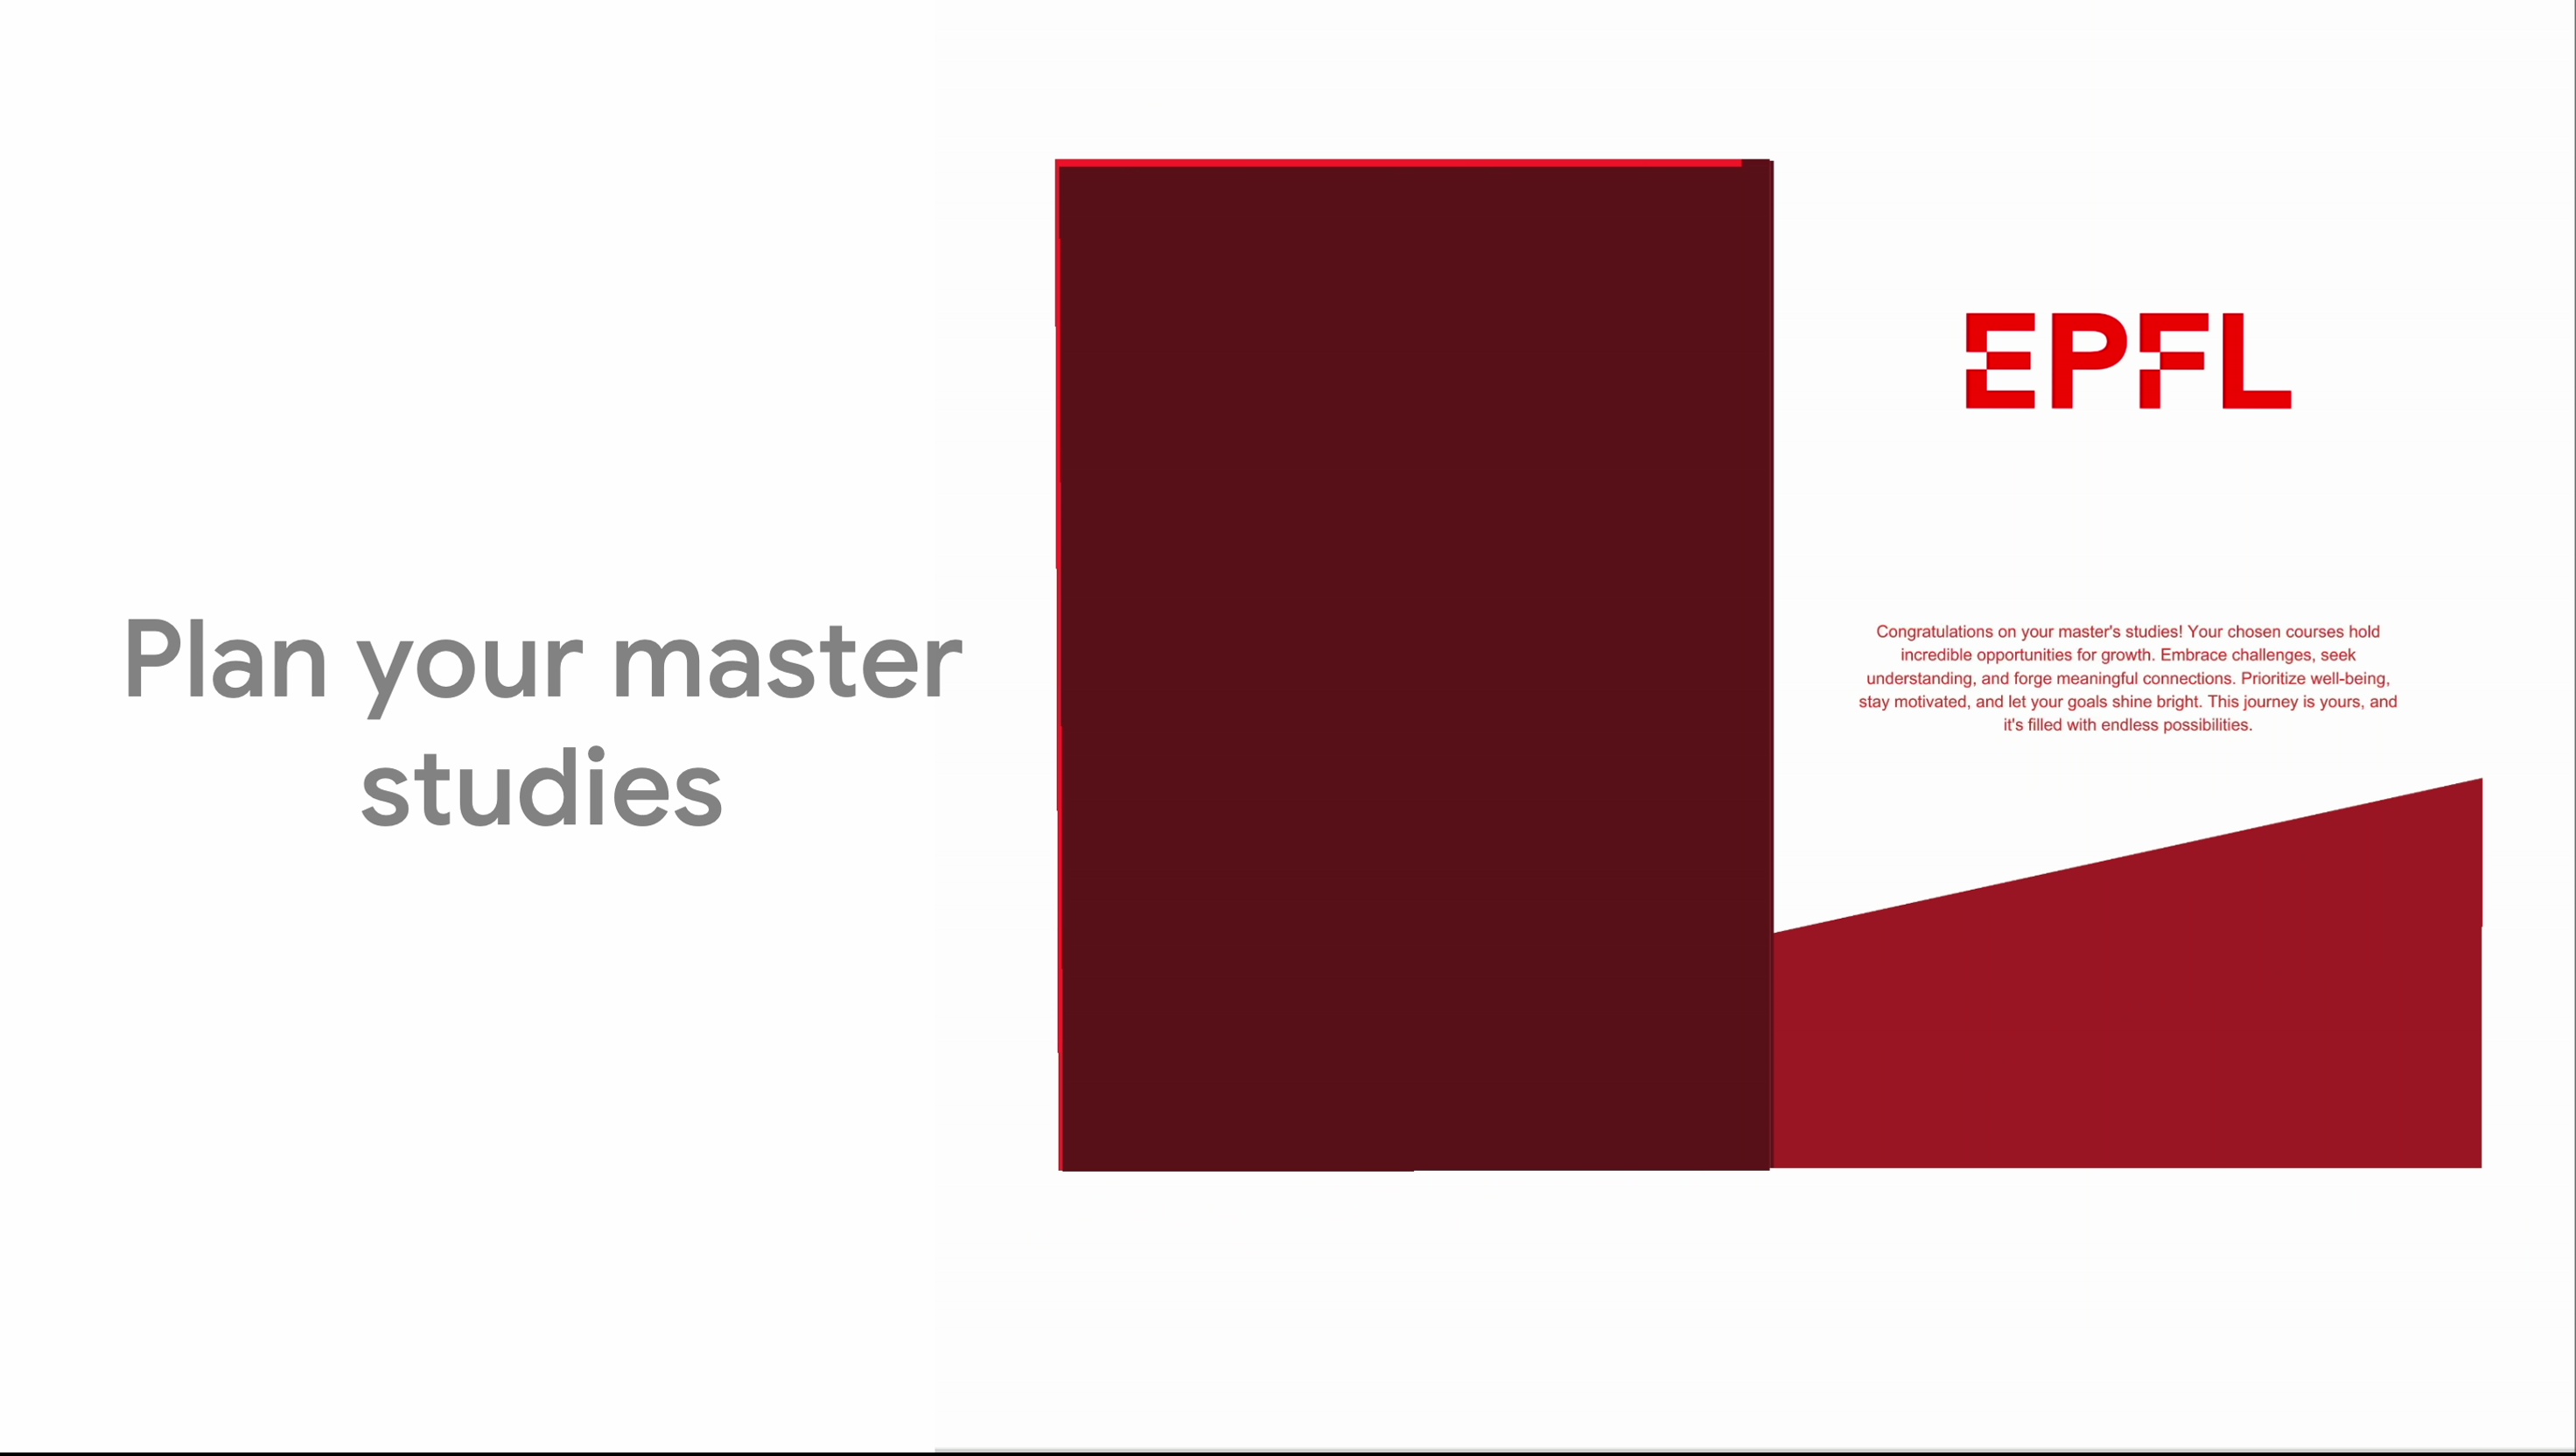 Plan your master
studies
EPFL
Congratulations on your master's studies! Your chosen courses hold
incredible opportunities for growth. Embrace challenges, seek
understanding, and forge meaningful connections. Prioritize well-being,
stay motivated, and let your goals shine bright. This journey is yours, and
it's filled with endless possibilities.